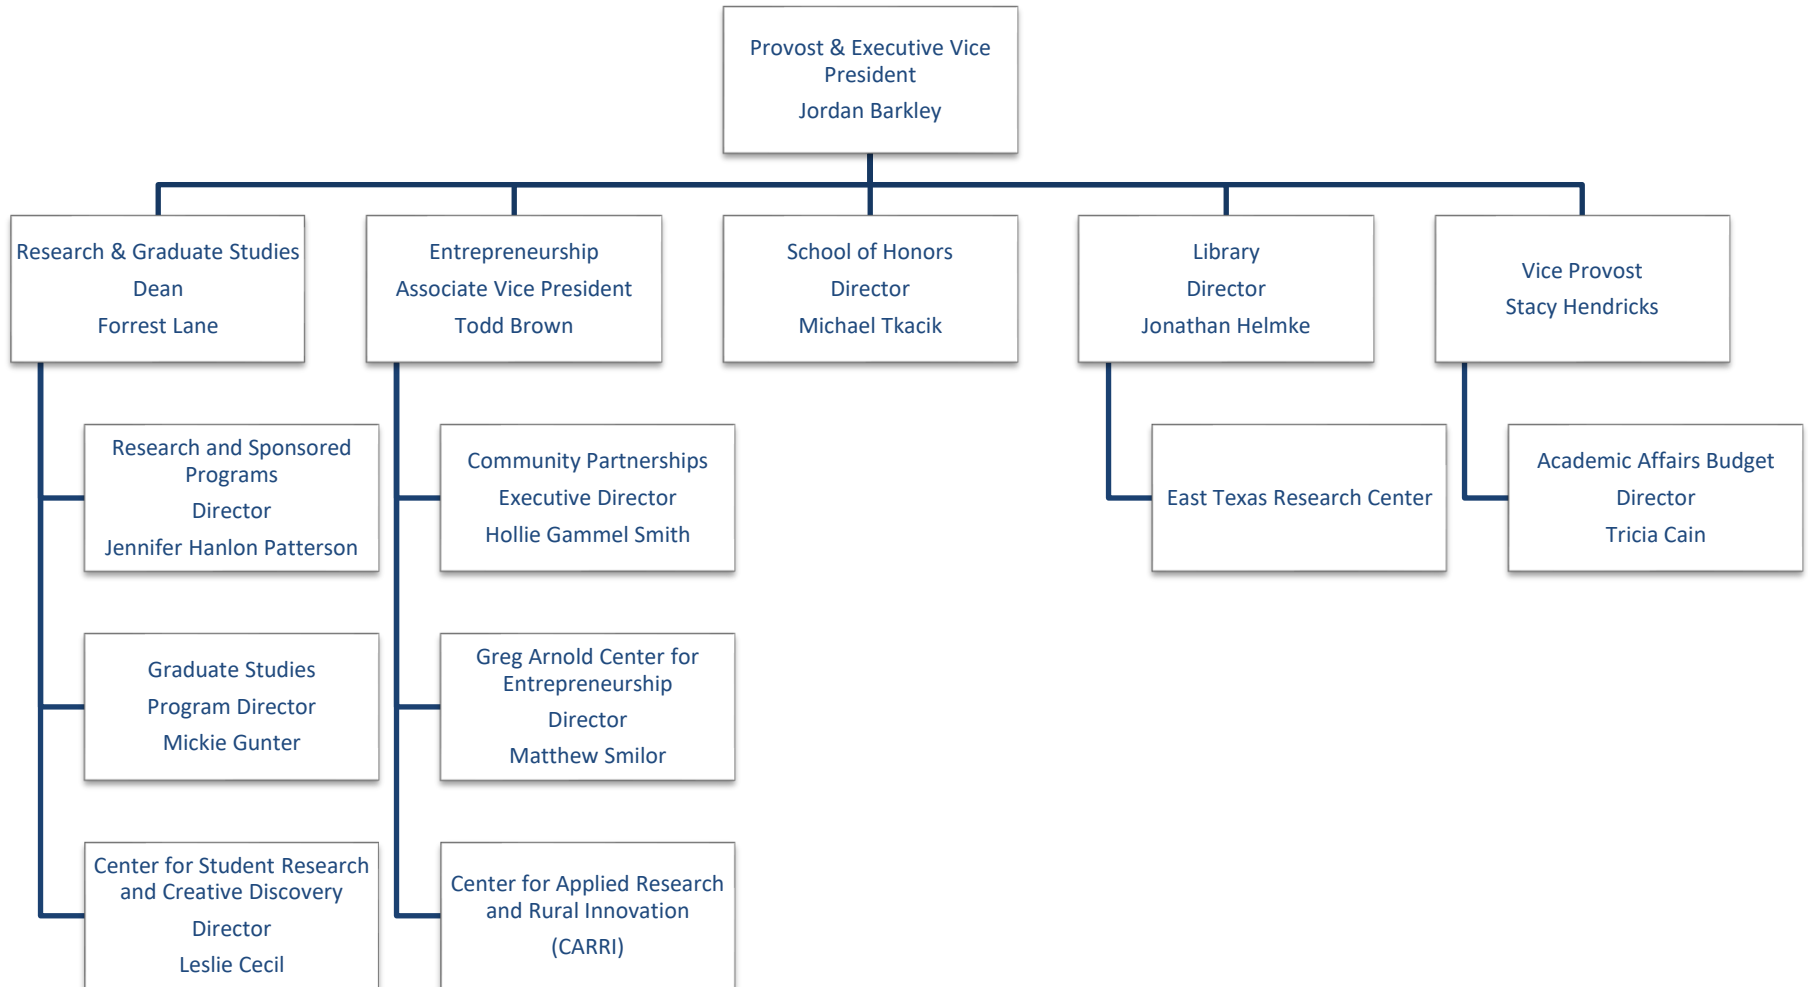 Provost & Executive Vice
President
Jordan Barkley
Research & Graduate Studies
Dean
Forrest Lane
Entrepreneurship
Associate Vice President
Todd Brown
School of Honors
Director
Michael Tkacik
Library
Director
Jonathan Helmke
Vice Provost
Stacy Hendricks
Research and Sponsored
Programs
Director
Jennifer Hanlon Patterson
Community Partnerships
Executive Director
Hollie Gammel Smith
East Texas Research Center
Academic Affairs Budget
Director
Tricia Cain
Graduate Studies
Program Director
Mickie Gunter
Greg Arnold Center for
Entrepreneurship
Director
Matthew Smilor
Center for Student Research
and Creative Discovery
Director
Leslie Cecil
Center for Applied Research
and Rural Innovation
(CARRI)